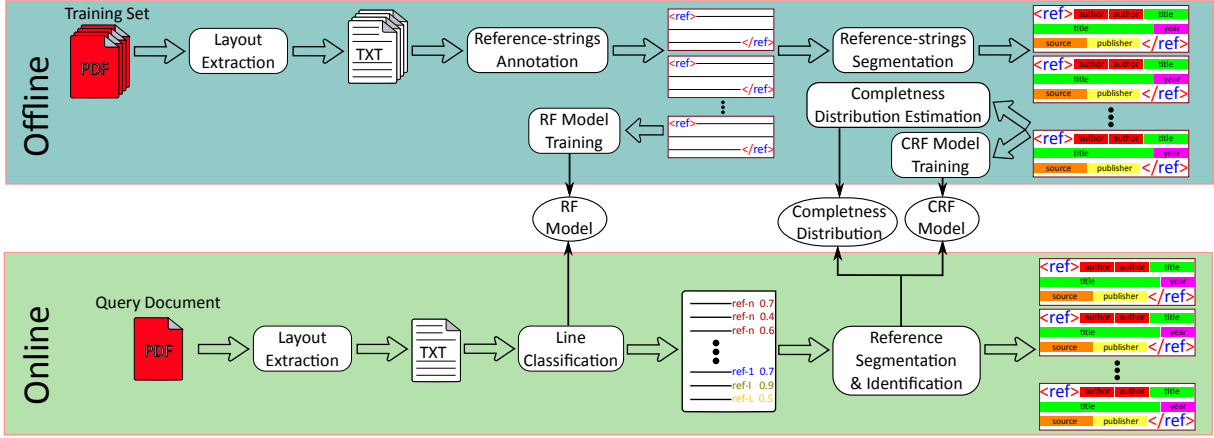 Offline
Training Set
PDF
Layout
Extraction
TXT
Reference-strings
Annotation
<ref>
</ref>
<ref>
</ref>
<ref>
</ref>
Reference-strings
Segmentation
<ref> author author title
title year
source publisher </ref>
<ref> author author title
title year
source publisher </ref>
<ref> author author title
title year
source publisher </ref>
RF Model
Training
Completness
Distribution Estimation
CRF Model
Training
RF
Model
Completness
Distribution
CRF
Model
Online
Query Document
PDF
Layout
Extraction
TXT
Line
Classification
ref-n 0.7
ref-n 0.4
ref-n 0.6
ref-1 0.7
ref-I 0.9
ref-L 0.5
Reference
Segmentation
& Identification
<ref> author author title
title year
source publisher </ref>
<ref> author author title
title year
source publisher </ref>
<ref> author author title
title year
source publisher </ref>